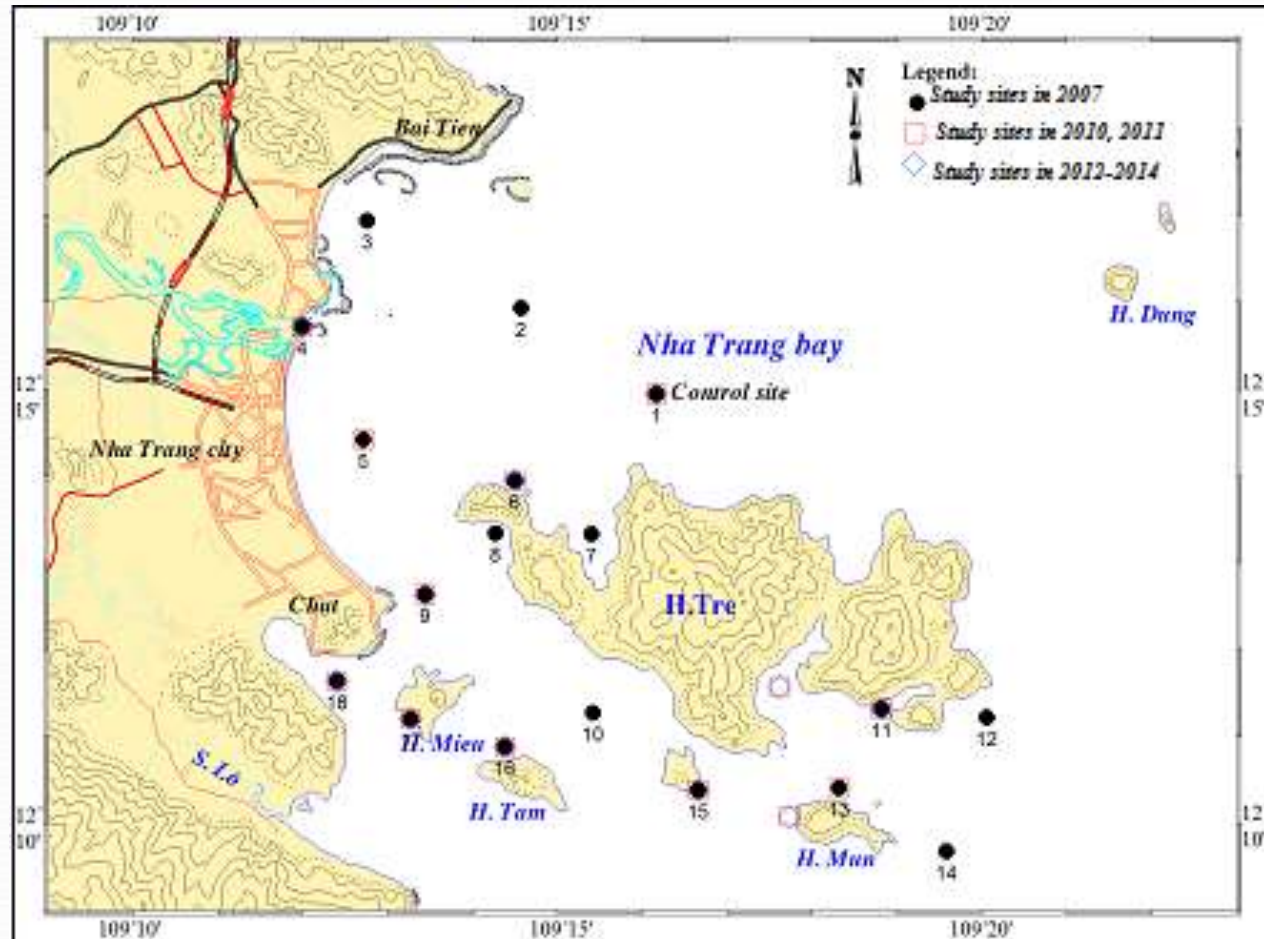 109°10' 109°15' 109°20'
N
Legend:
Study sites in 2007
Study sites in 2010, 2011
Study sites in 2012-2014
Bai Tien
3
2
H. Dung
4
Nha Trang bay
12°
15'
12°
15'
1
Control site
Nha Trang city
5
6
8
7
9
Chut
H.Tre
18
11
12
10
H. Mieu
16
S. Lo
H. Tam
15
13
12°
10'
12°
10'
H. Mun
14
109°10' 109°15' 109°20'